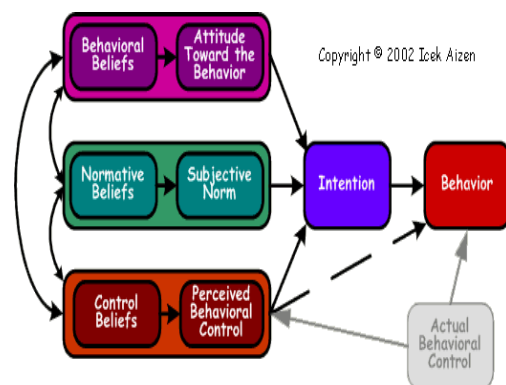 Behavioral
Beliefs
Attitude
Toward the
Behavior
Copyright © 2002 Icek Aizen
Normative
Beliefs
Subjective
Norm
Intention
Behavior
Control
Beliefs
Perceived
Behavioral
Control
Actual
Behavioral
Control